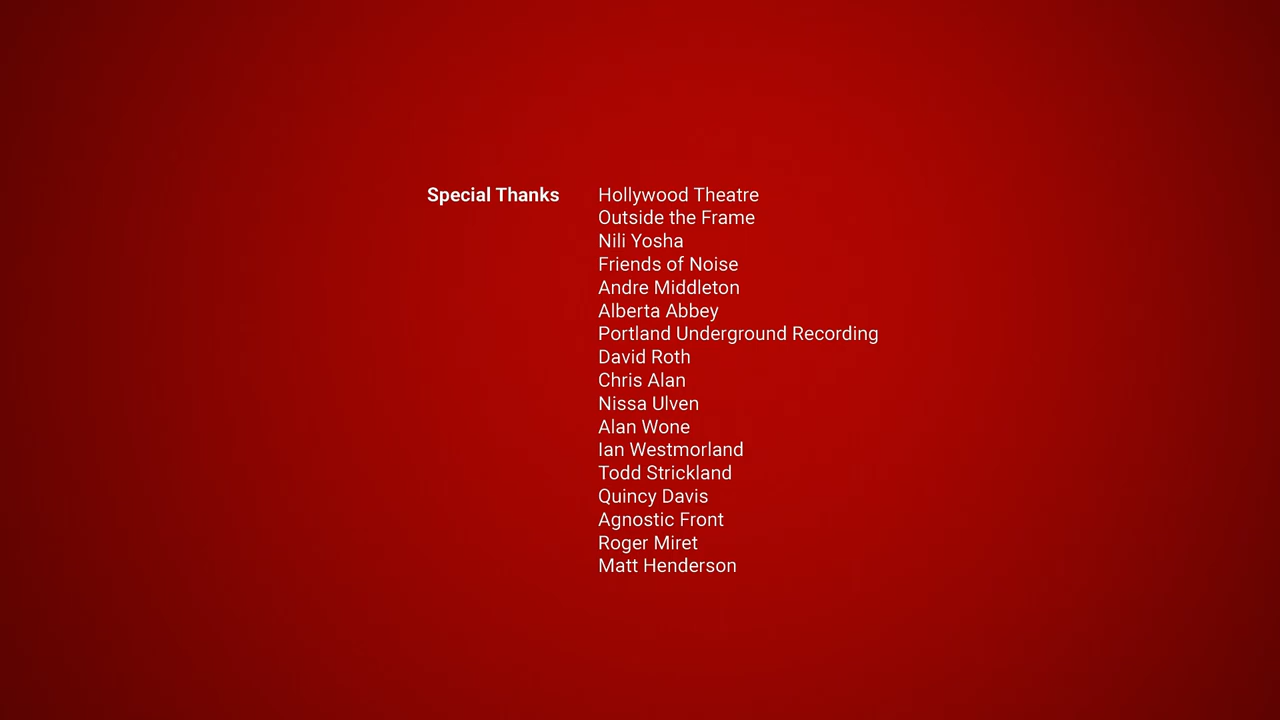 Special Thanks Hollywood Theatre
Outside the Frame
Nili Yosha
Friends of Noise
Andre Middleton
Alberta Abbey
Portland Underground Recording
David Roth
Chris Alan
Nissa Ulven
Alan Wone
Ian Westmorland
Todd Strickland
Quincy Davis
Agnostic Front
Roger Miret
Matt Henderson